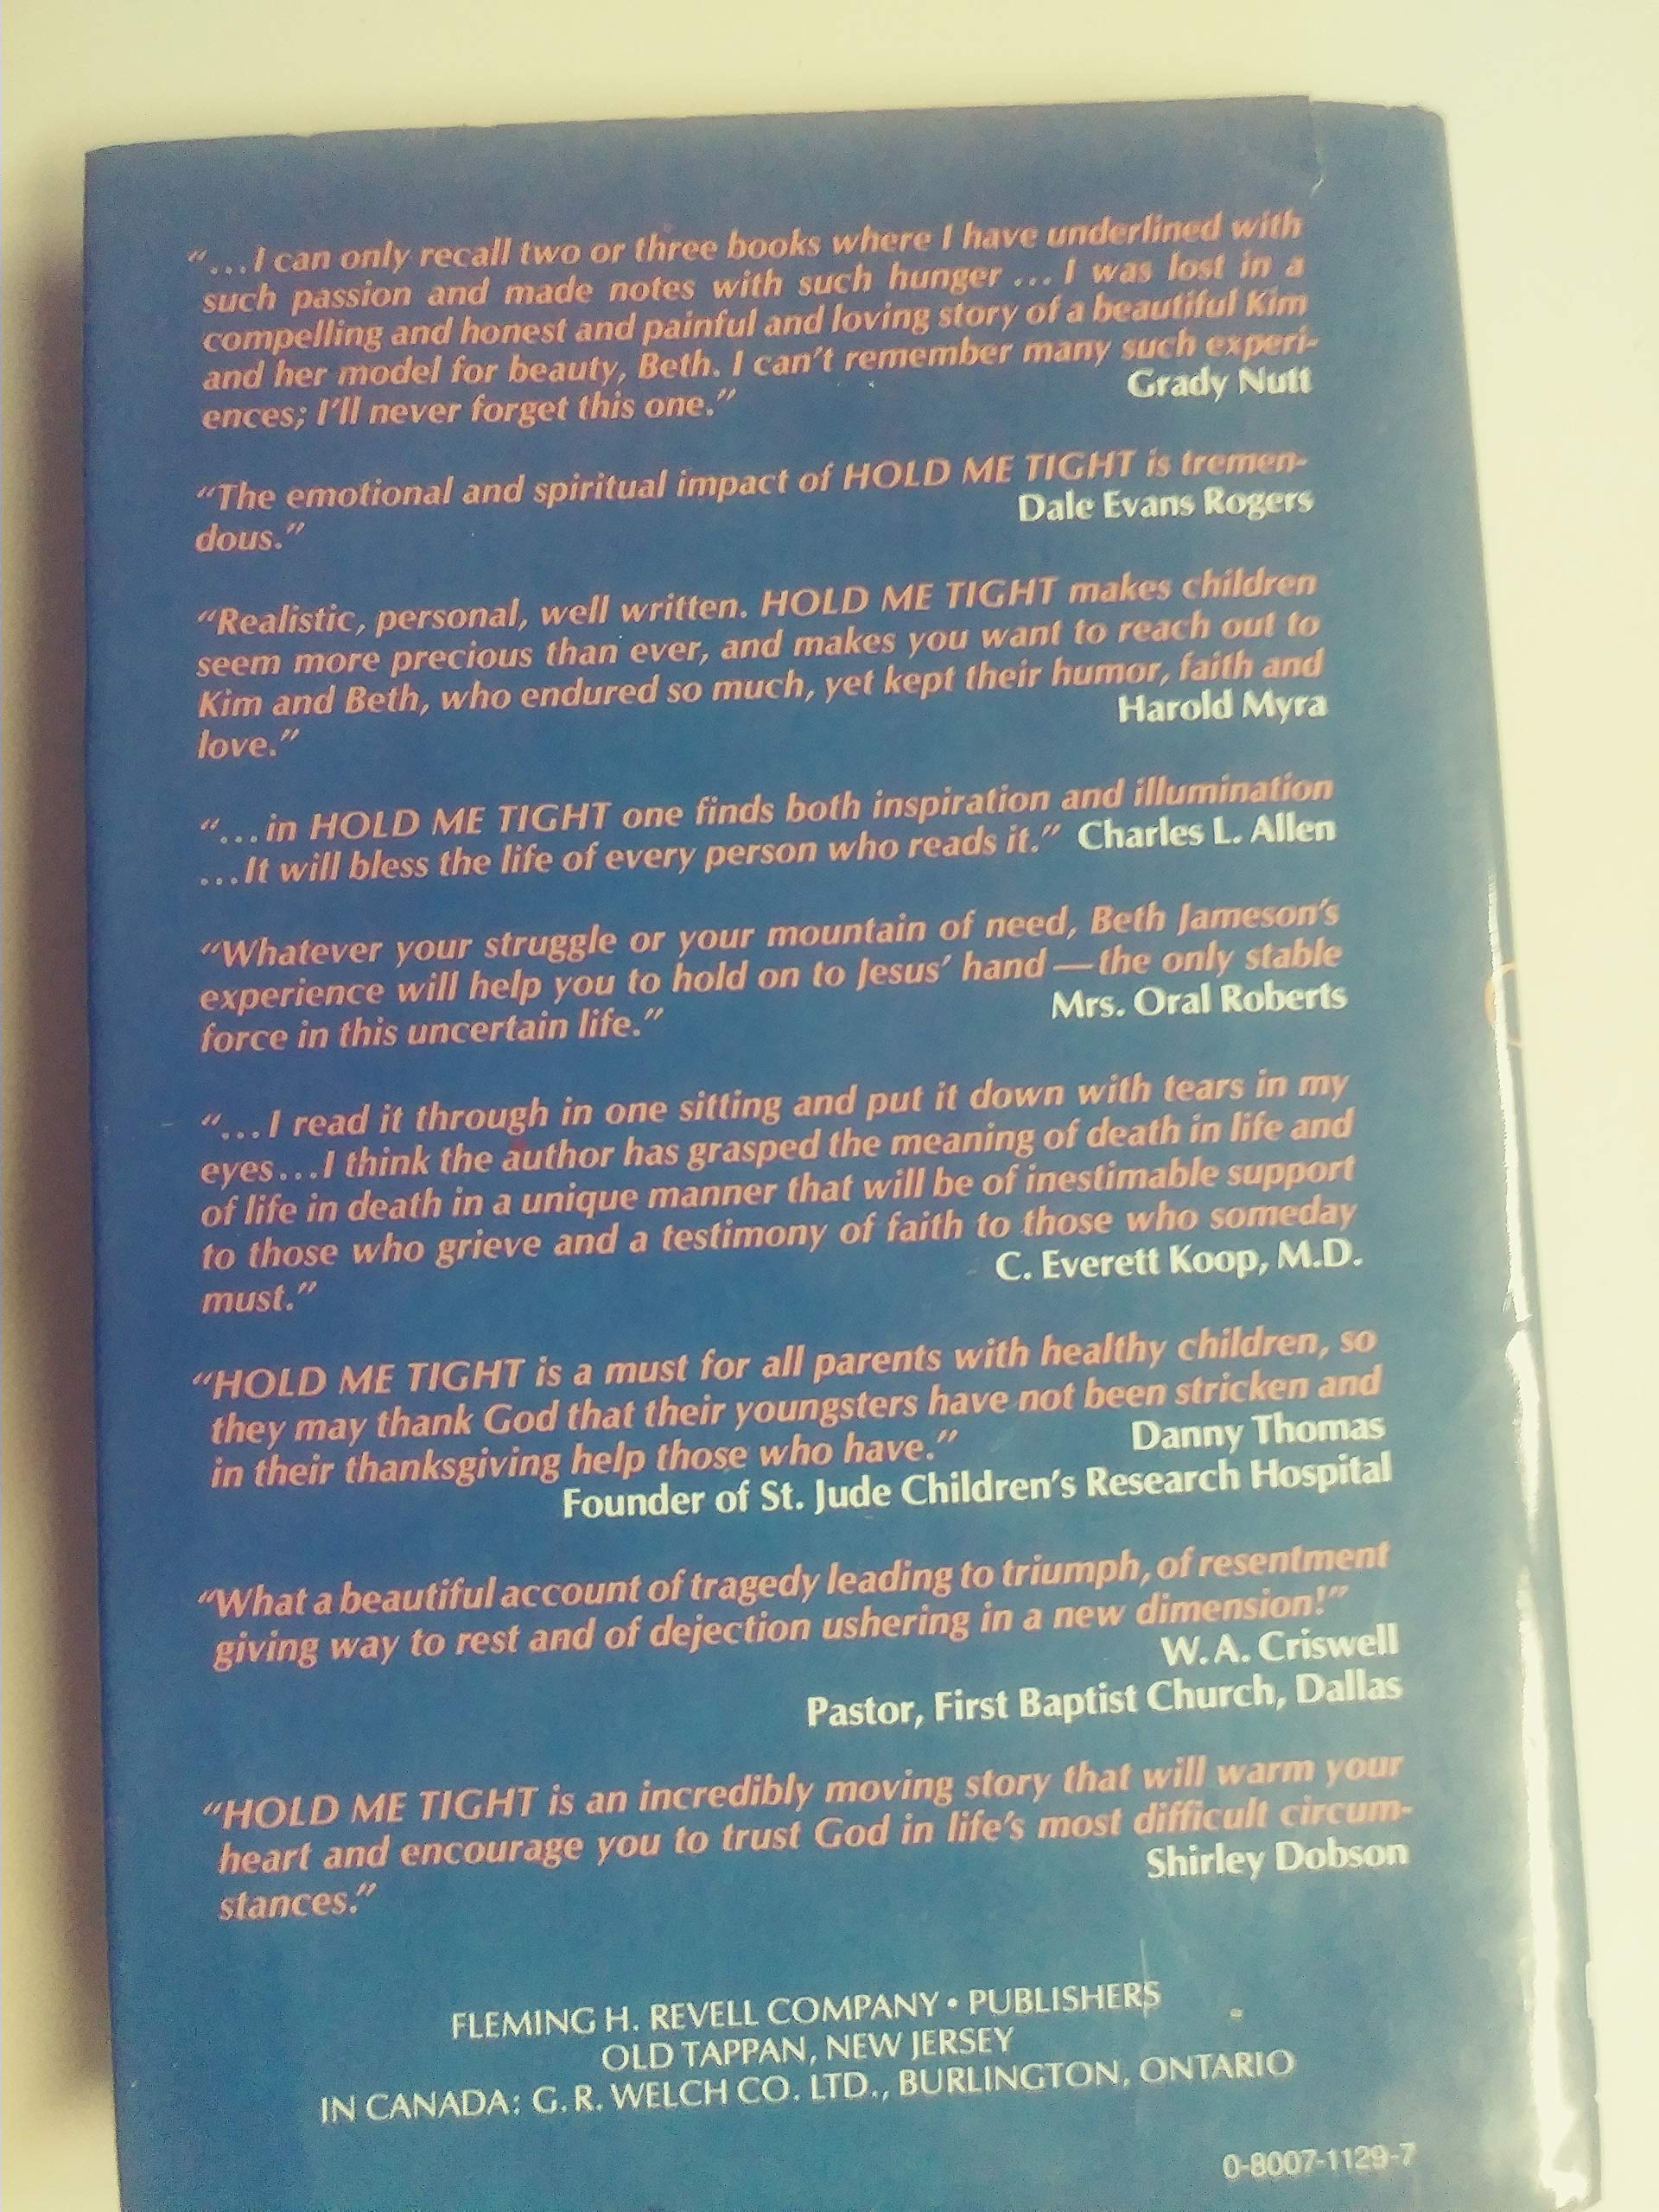 “...I can only recall two or three books where I have underlined with
such passion and made notes with such hunger ... I was lost in a
compelling and honest and painful and loving story of a beautiful Kim
and her model for beauty, Beth. I can't remember many such experi-
ences; I'll never forget this one.” Grady Nutt
“The emotional and spiritual impact of HOLD ME TIGHT is tremen-
dous.” Dale Evans Rogers
“Realistic, personal, well written. HOLD ME TIGHT makes children
seem more precious than ever, and makes you want to reach out to
Kim and Beth, who endured so much, yet kept their humor, faith and
love.” Harold Myra
“...in HOLD ME TIGHT one finds both inspiration and illumination
...It will bless the life of every person who reads it.” Charles L. Allen
“Whatever your struggle or your mountain of need, Beth Jameson's
experience will help you to hold on to Jesus' hand—the only stable
force in this uncertain life.” Mrs. Oral Roberts
“...I read it through in one sitting and put it down with tears in my
eyes...I think the author has grasped the meaning of death in life and
of life in death in a unique manner that will be of inestimable support
to those who grieve and a testimony of faith to those who someday
must.” C. Everett Koop, M.D.
“HOLD ME TIGHT is a must for all parents with healthy children, so
they may thank God that their youngsters have not been stricken and
in their thanksgiving help those who have.” Danny Thomas
Founder of St. Jude Children's Research Hospital
“What a beautiful account of tragedy leading to triumph, of resentment
giving way to rest and of dejection ushering in a new dimension!”
W. A. Criswell
Pastor, First Baptist Church, Dallas
“HOLD ME TIGHT is an incredibly moving story that will warm your
heart and encourage you to trust God in life's most difficult circum-
stances.” Shirley Dobson
FLEMING H. REVELL COMPANY • PUBLISHERS
OLD TAPPAN, NEW JERSEY
IN CANADA: G. R. WELCH CO. LTD., BURLINGTON, ONTARIO
0-8007-1129-7